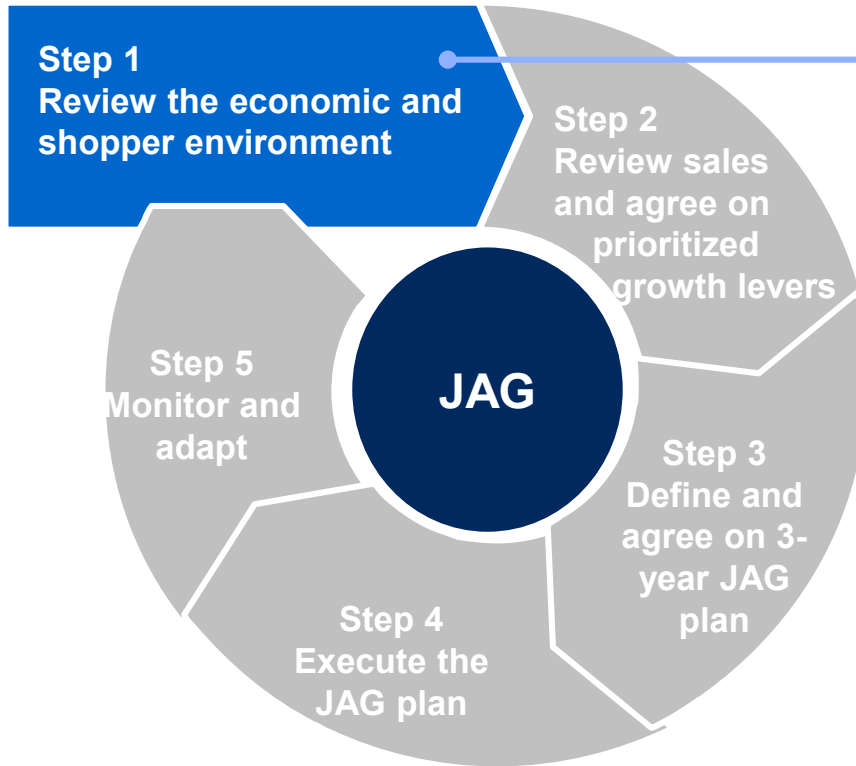 Step 1
Review the economic and
shopper environment
Step 2
Review sales
and agree on
prioritized
growth levers
Step 3
Define and
agree on 3-
year JAG
plan
Step 4
Execute the
JAG plan
Step 5
Monitor and
adapt
JAG